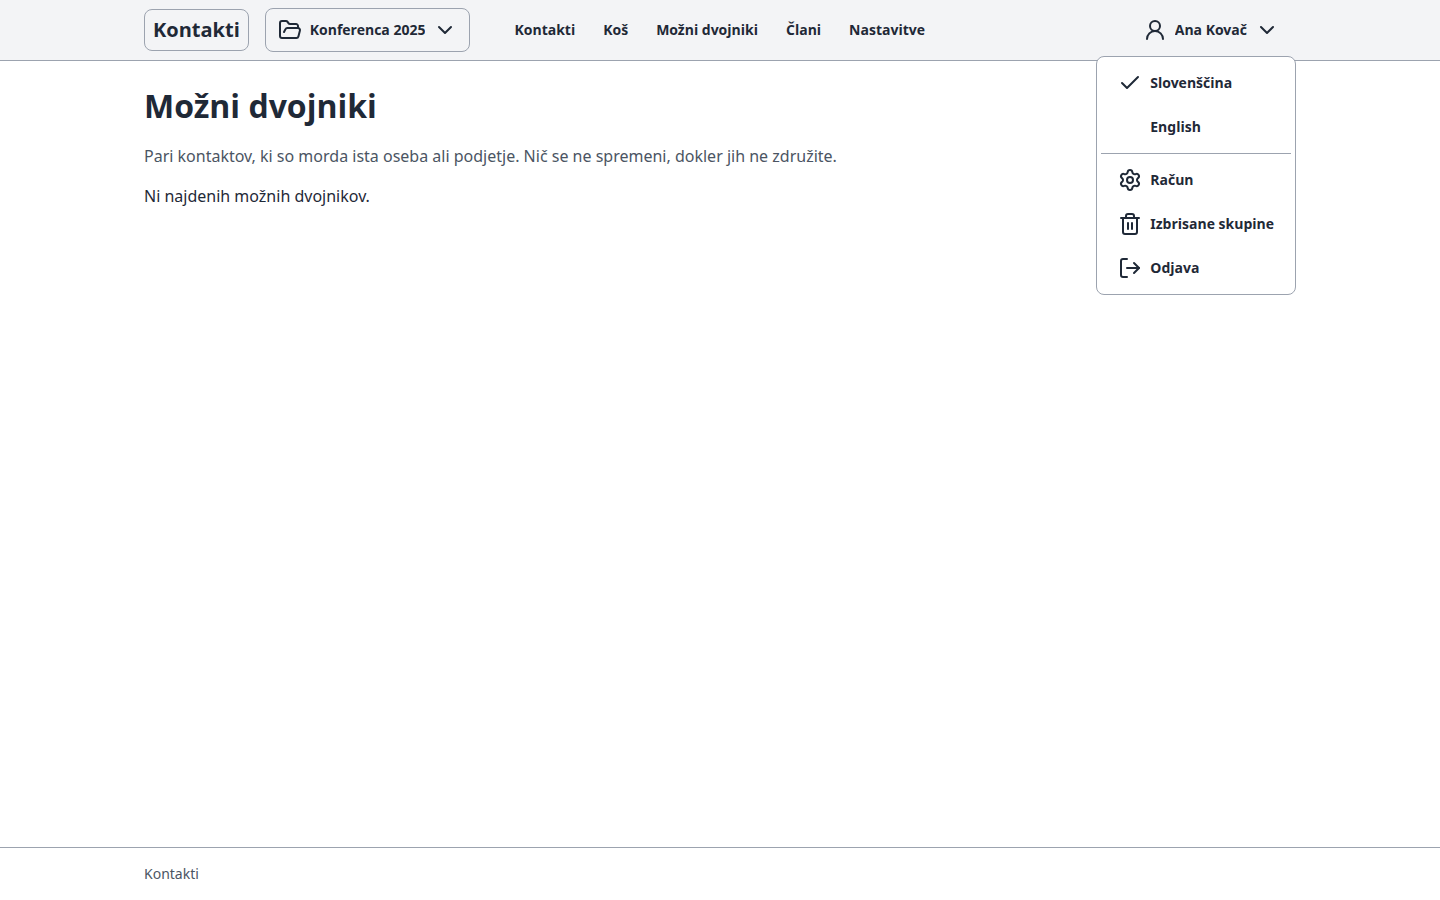 Kontakti
Konferenca 2025
Kontakti
Koš
Možni dvojniki
Člani
Nastavitve
Ana Kovač
Slovenščina
English
Račun
Izbrisane skupine
Odjava
Možni dvojniki
Pari kontaktov, ki so morda ista oseba ali podjetje. Nič se ne spremeni, dokler jih ne združite.
Ni najdenih možnih dvojnikov.
Kontakti